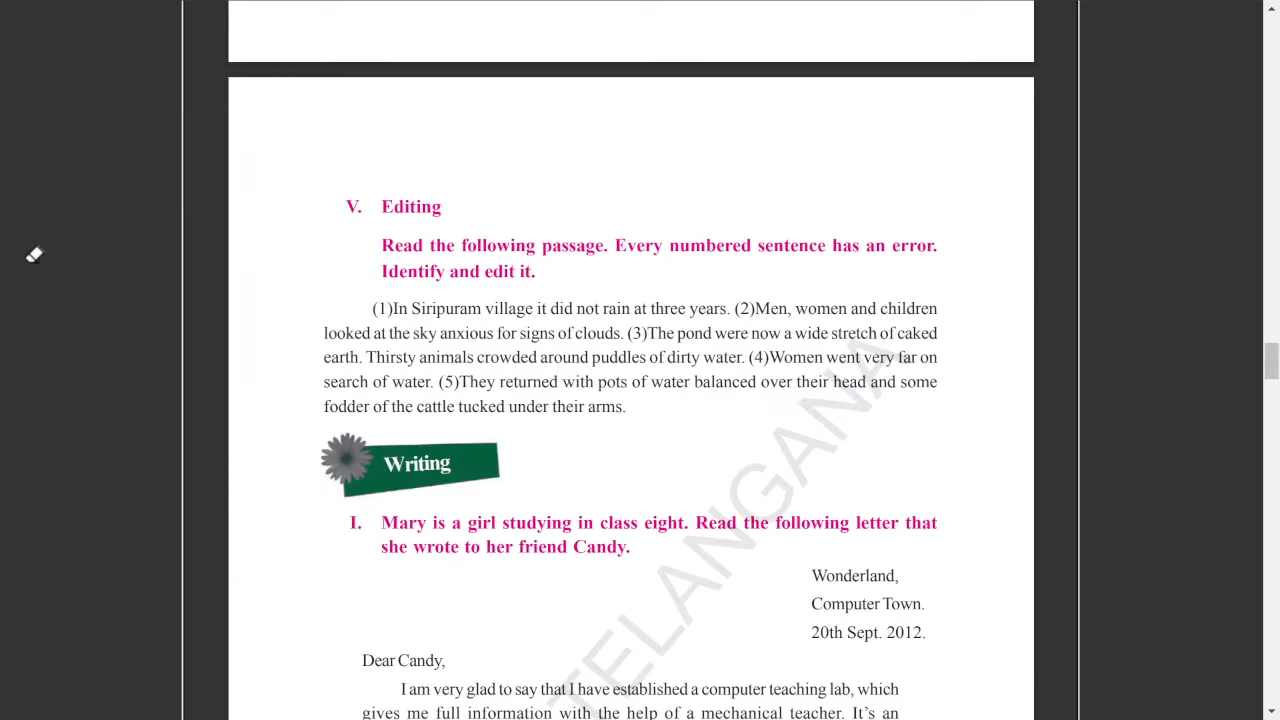 V. Editing
Read the following passage. Every numbered sentence has an error.
Identify and edit it.
(1)In Siripuram village it did not rain at three years. (2)Men, women and children
looked at the sky anxious for signs of clouds. (3)The pond were now a wide stretch of caked
earth. Thirsty animals crowded around puddles of dirty water. (4)Women went very far on
search of water. (5)They returned with pots of water balanced over their head and some
fodder of the cattle tucked under their arms.
Writing
I. Mary is a girl studying in class eight. Read the following letter that
she wrote to her friend Candy.
Wonderland,
Computer Town.
20th Sept. 2012.
Dear Candy,
I am very glad to say that I have established a computer teaching lab, which
gives me full information with the help of a mechanical teacher. It's an
TELANGANA